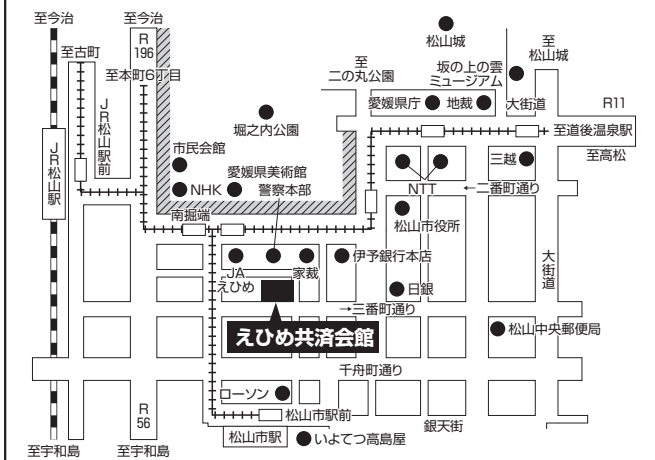 至今治
至今治
R
196
至古町
至本町6丁目
松山城
至
松山城
坂の上の雲
ミュージアム
至
二の丸公園
愛媛県庁
地裁
大街道
R11
至道後温泉駅
至高松
堀之内公園
JR松山駅前
JR松山駅
市民会館
愛媛県美術館
NHK
警察本部
三越
NTT
←二番町通り
南掘端
松山市役所
JA
えひめ
家裁
伊予銀行本店
大街道
日銀
→三番町通り
えひめ共済会館
松山中央郵便局
千舟町通り
ローソン
R
56
松山市駅前
銀天街
松山市駅
いよてつ高島屋
至宇和島
至宇和島